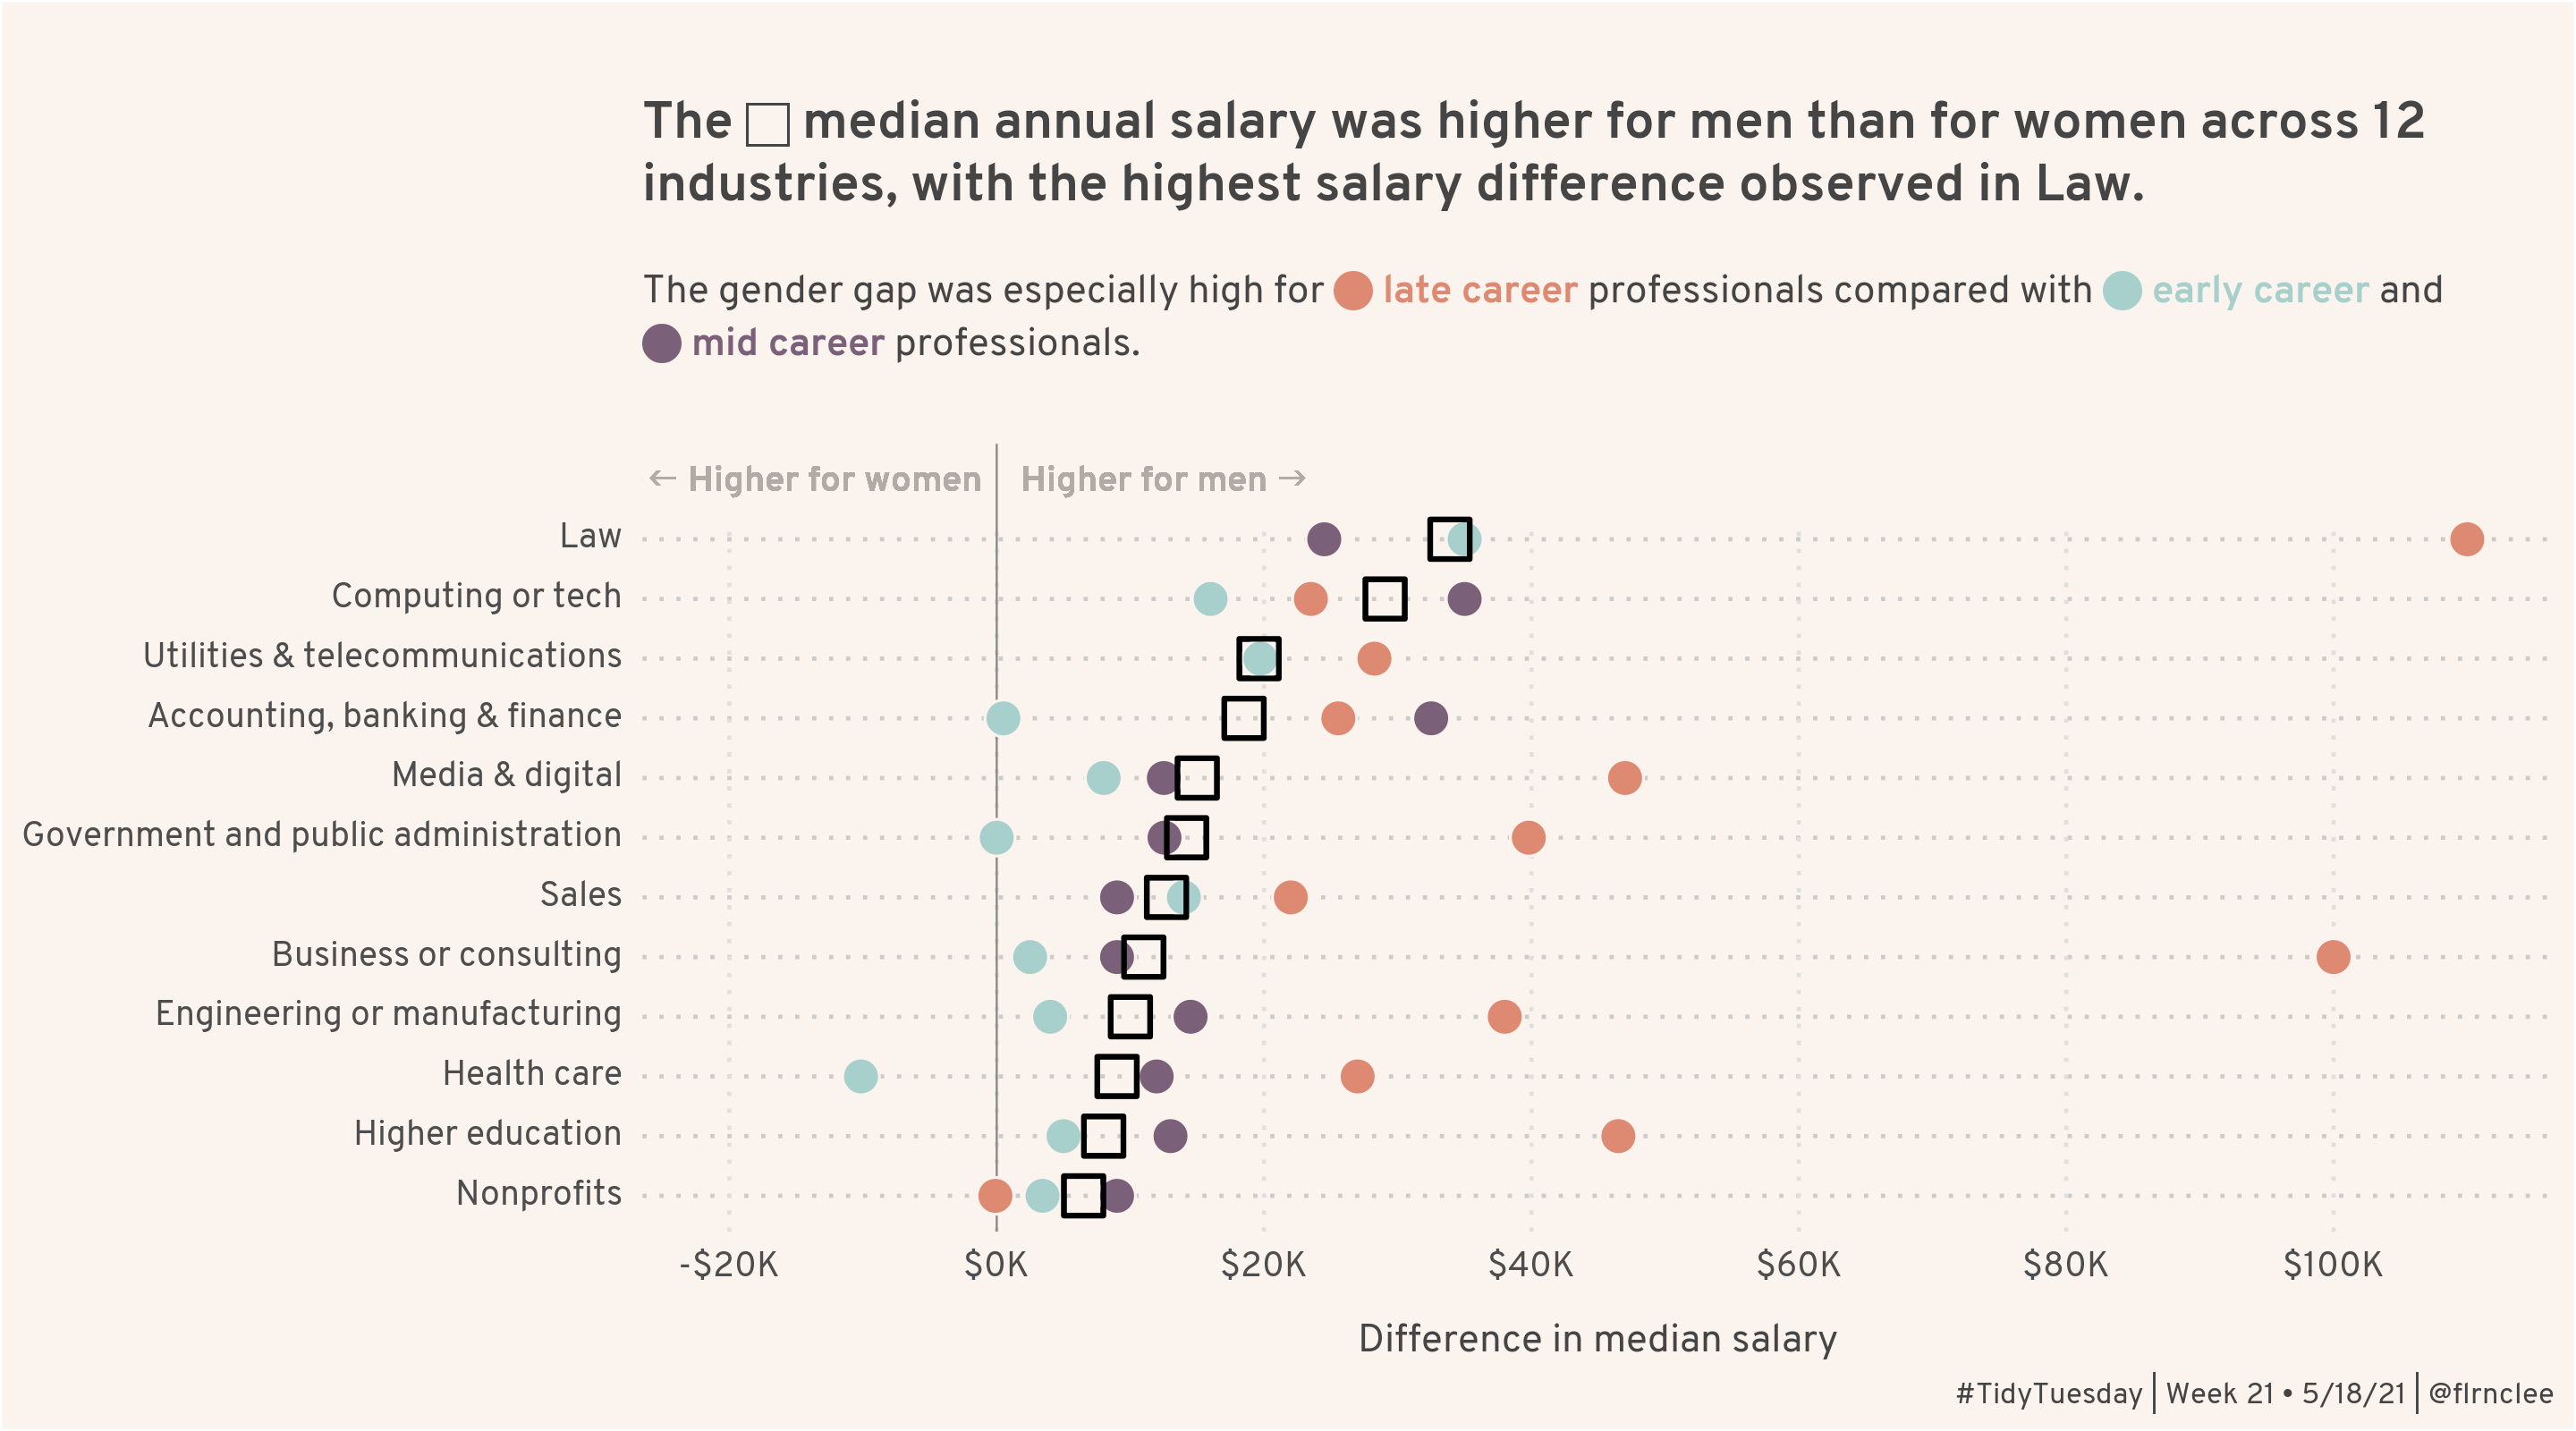 The □ median annual salary was higher for men than for women across 12
industries, with the highest salary difference observed in Law.
The gender gap was especially high for late career professionals compared with early career and
mid career professionals.
← Higher for women
Higher for men →
Law
Computing or tech
Utilities & telecommunications
Accounting, banking & finance
Media & digital
Government and public administration
Sales
Business or consulting
Engineering or manufacturing
Health care
Higher education
Nonprofits
-$20K $0K $20K $40K $60K $80K $100K
Difference in median salary
#TidyTuesday | Week 21 • 5/18/21 | @flrnclee